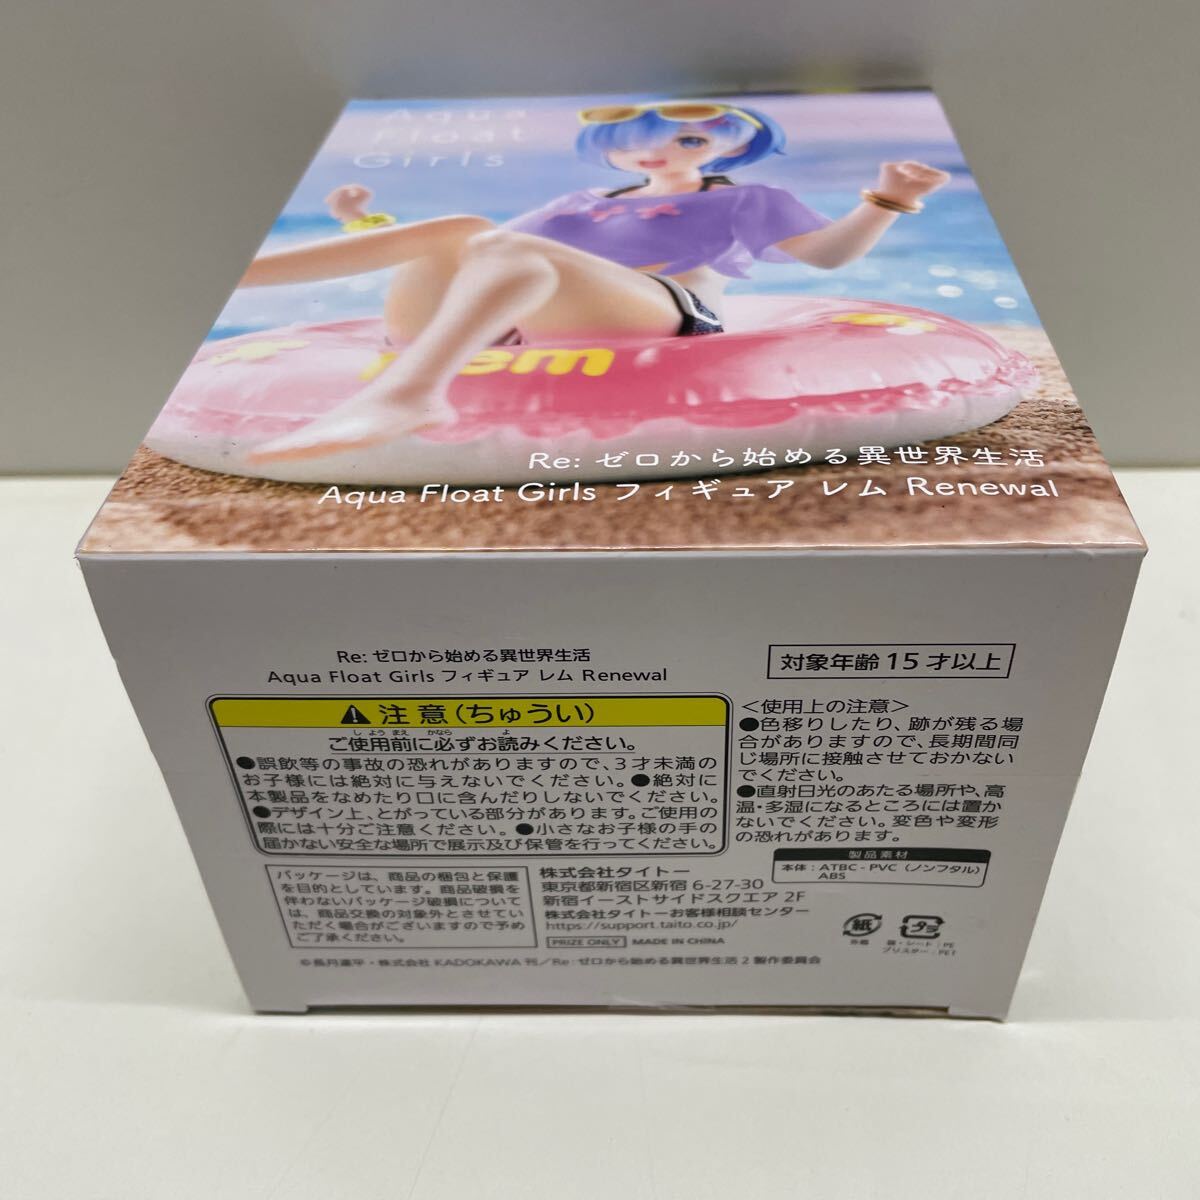 Aqua
Float
Girls
Rem
Re: ゼロから始める異世界生活
Aqua Float Girls フィギュア レム Renewal
Re: ゼロから始める異世界生活
Aqua Float Girls フィギュア レム Renewal
対象年齢 15 才以上
注意(ちゅうい)
ご使用前に必ずお読みください。
しようまえ かなら よ
●誤飲等の事故の恐れがありますので、3才未満の
お子様には絶対に与えないでください。●絶対に
本製品をなめたり口に含んだりしないでください。
●デザイン上、とがっている部分があります。ご使用の
際には十分ご注意ください。●小さなお子様の手の
届かない安全な場所で展示及び保管を行ってください。
＜使用上の注意＞
●色移りしたり、跡が残る場
合がありますので、長期間同
じ場所に接触させておかない
でください。
●直射日光のあたる場所や、高
温・多湿になるところには置か
ないでください。変色や変形
の恐れがあります。
製品素材
本体：ATBC - PVC（ノンフタル）
ABS
パッケージは、商品の梱包と保護
を目的としています。商品破損を
伴わないパッケージ破損について
は、商品交換の対象外とさせてい
ただく場合がございますので予め
ご了承ください。
株式会社タイトー
東京都新宿区新宿 6-27-30
新宿イーストサイドスクエア 2F
株式会社タイトーお客様相談センター
https://support.taito.co.jp/
PRIZE ONLY MADE IN CHINA
紙
外箱
プラ
袋・シート：PE
ブリスター：PET
©長月達平・株式会社 KADOKAWA 刊／Re：ゼロから始める異世界生活 2 製作委員会